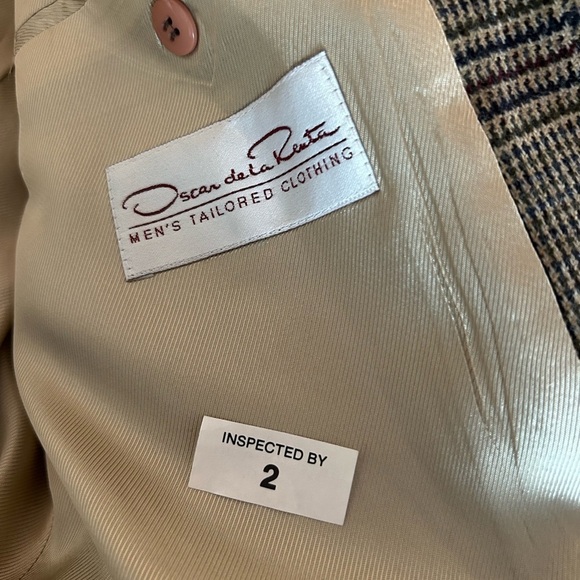 Oscar de la Renta
MEN'S TAILORED CLOTHING
INSPECTED BY
2